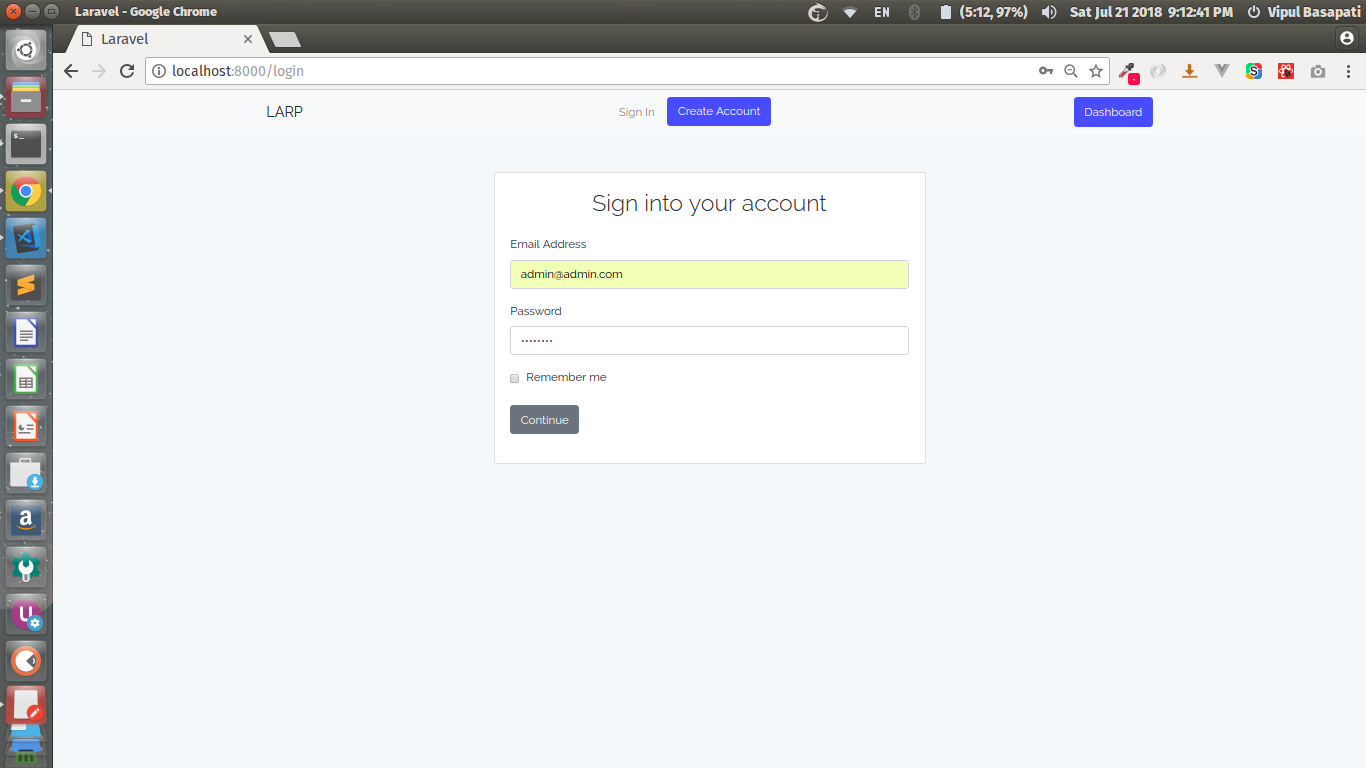 Laravel - Google Chrome
EN
(5:12, 97%)
Sat Jul 21 2018 9:12:41 PM
Vipul Basapati
Laravel
localhost:8000/login
LARP
Sign In
Create Account
Dashboard
Sign into your account
Email Address
admin@admin.com
Password
••••••••
Remember me
Continue